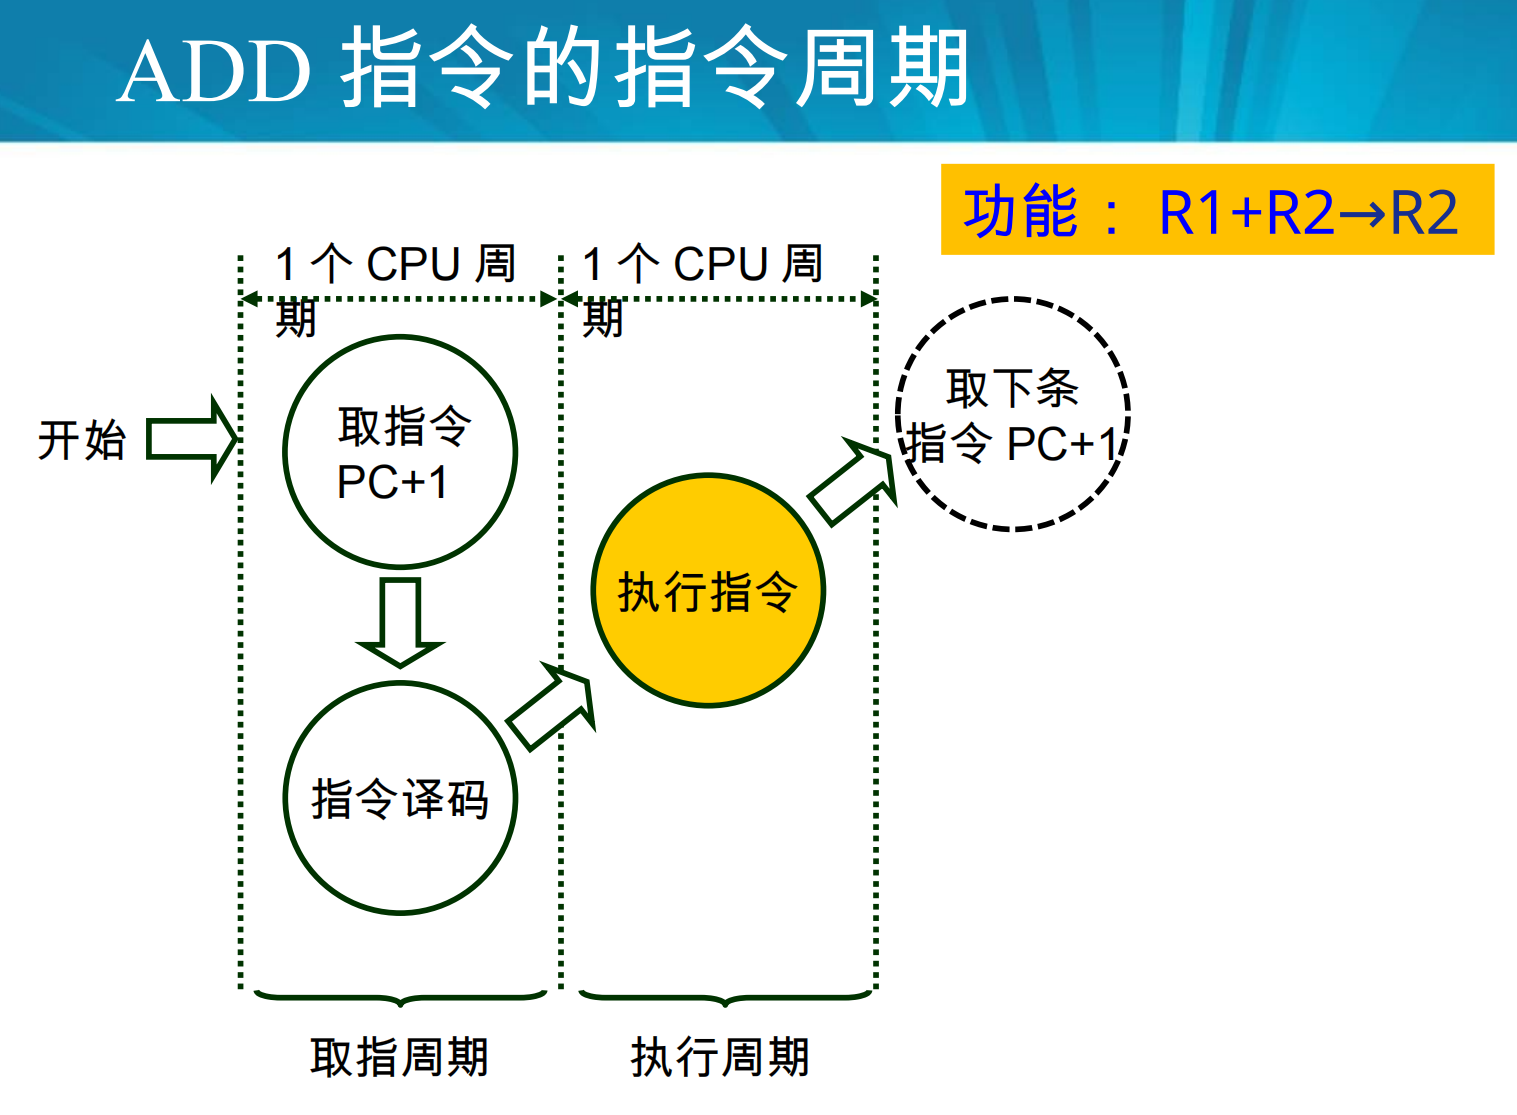 ADD 指令的指令周期
功能： R1+R2→R2
1 个 CPU 周
期
1 个 CPU 周
期
开始
取指令
PC+1
取下条
指令 PC+1
执行指令
指令译码
取指周期
执行周期